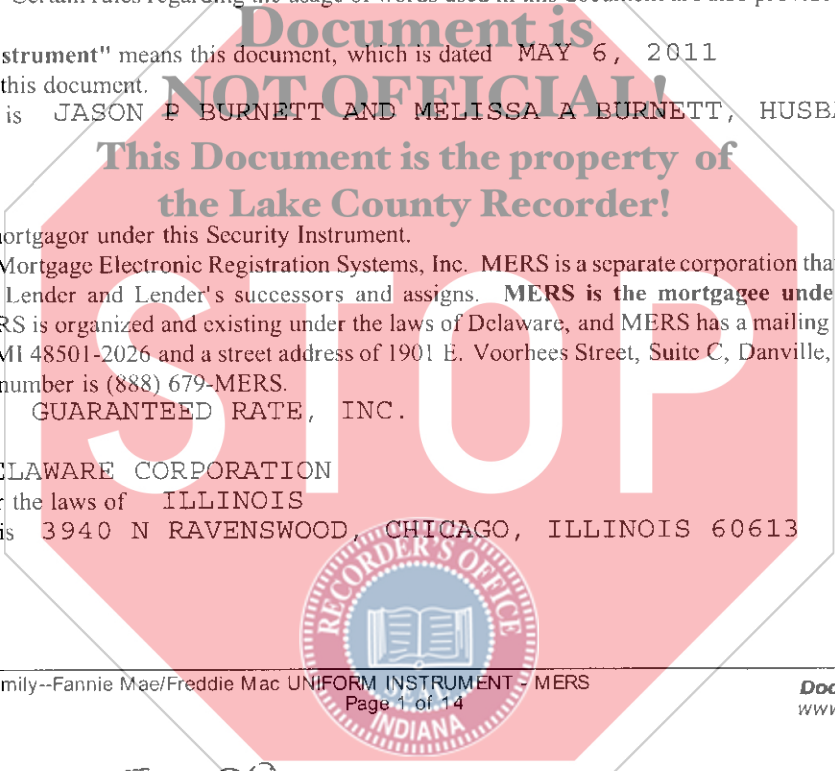 Certain rules regarding the usage of words used in this document are also provide
Document is
strument" means this document, which is dated MAY 6, 2011
this document.
NOT OFFICIAL!
is JASON P BURNETT AND MELISSA A BURNETT, HUSBA
This Document is the property of
the Lake County Recorder!
ortgagor under this Security Instrument.
Mortgage Electronic Registration Systems, Inc. MERS is a separate corporation tha
Lender and Lender's successors and assigns. MERS is the mortgagee unde
RS is organized and existing under the laws of Delaware, and MERS has a mailing
MI 48501-2026 and a street address of 1901 E. Voorhees Street, Suite C, Danville,
number is (888) 679-MERS.
GUARANTEED RATE, INC.
STOP
ELAWARE CORPORATION
r the laws of ILLINOIS
is 3940 N RAVENSWOOD, CHICAGO, ILLINOIS 60613
RECORDER'S OFFICE
SEAL
INDIANA
mily--Fannie Mae/Freddie Mac UNIFORM INSTRUMENT - MERS
Page 1 of 14
Doc
www